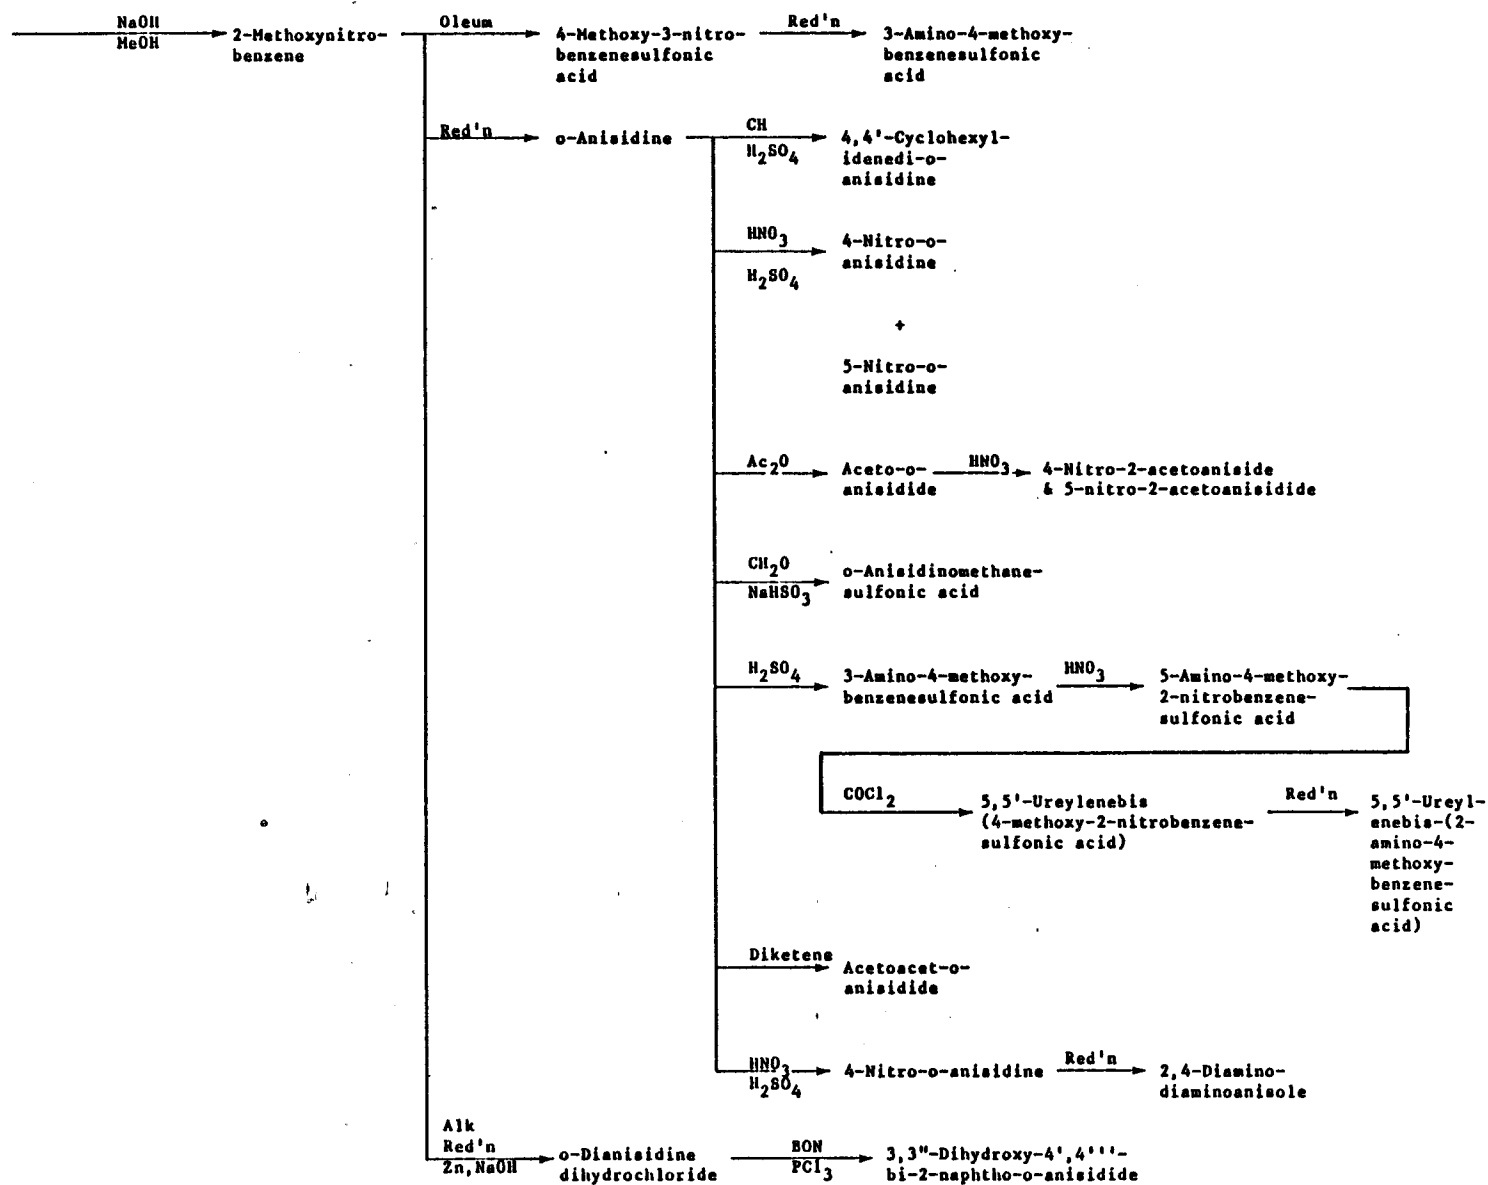 NaOH
MeOH
2-Methoxynitro-
benzene
Oleum
4-Methoxy-3-nitro-
benzenesulfonic
acid
Red'n
3-Amino-4-methoxy-
benzenesulfonic
acid
Red'n
o-Anisidine
CH
H2SO4
4,4'-Cyclohexyl-
idenedi-o-
anisidine
HNO3
H2SO4
4-Nitro-o-
anisidine
+
5-Nitro-o-
anisidine
Ac2O
Aceto-o-
anisidide
HNO3
4-Nitro-2-acetoaniside
& 5-nitro-2-acetoanisidide
CH2O
NaHSO3
o-Anisidinomethane-
sulfonic acid
H2SO4
3-Amino-4-methoxy-
benzenesulfonic acid
HNO3
5-Amino-4-methoxy-
2-nitrobenzene-
sulfonic acid
COCl2
5,5'-Ureylenebis
(4-methoxy-2-nitrobenzene-
sulfonic acid)
Red'n
5,5'-Ureyl-
enebis-(2-
amino-4-
methoxy-
benzene-
sulfonic
acid)
Diketene
Acetoacet-o-
anisidide
HNO3
H2SO4
4-Nitro-o-anisidine
Red'n
2,4-Diamino-
diaminoanisole
Alk
Red'n
Zn,NaOH
o-Dianisidine
dihydrochloride
BON
PCl3
3,3"-Dihydroxy-4',4'''-
bi-2-naphtho-o-anisidide